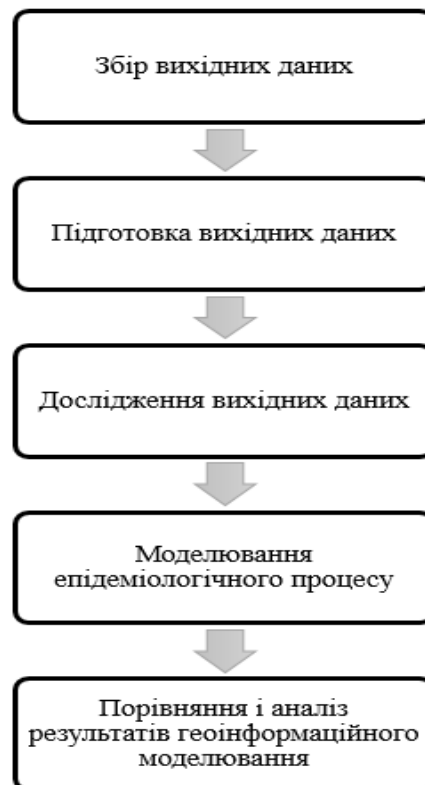 Збір вихідних даних
Підготовка вихідних даних
Дослідження вихідних даних
Моделювання
епідеміологічного процесу
Порівняння і аналіз
результатів геоінформаційного
моделювання